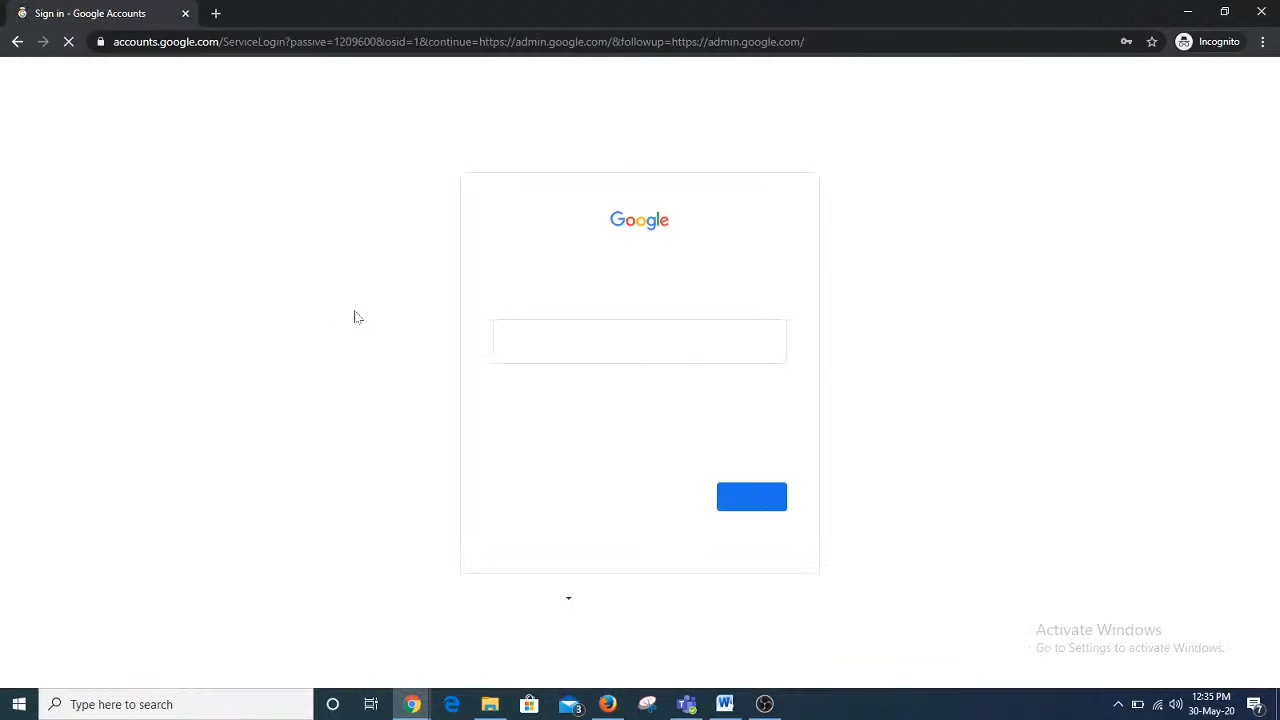 Sign in - Google Accounts
accounts.google.com/ServiceLogin?passive=1209600&osid=1&continue=https://admin.google.com/&followup=https://admin.google.com/
Incognito
Google
Activate Windows
Go to Settings to activate Windows.
Type here to search
3
12:35 PM
30-May-20
7